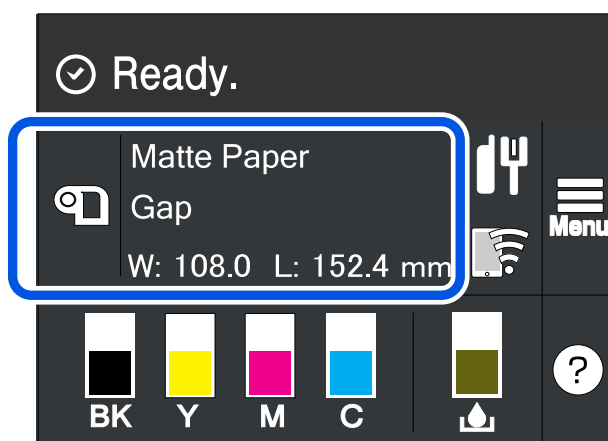 Ready.
Matte Paper
Gap
W: 108.0 L: 152.4 mm
Menu
BK Y M C
?